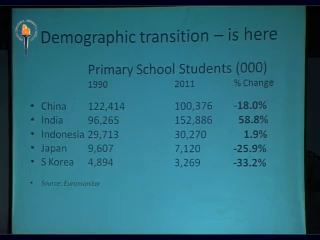 Demographic transition – is here
Primary School Students (000)
1990 2011 % Change
• China 122,414 100,376 -18.0%
• India 96,265 152,886 58.8%
• Indonesia 29,713 30,270 1.9%
• Japan 9,607 7,120 -25.9%
• S Korea 4,894 3,269 -33.2%
• Source: Euromonitor